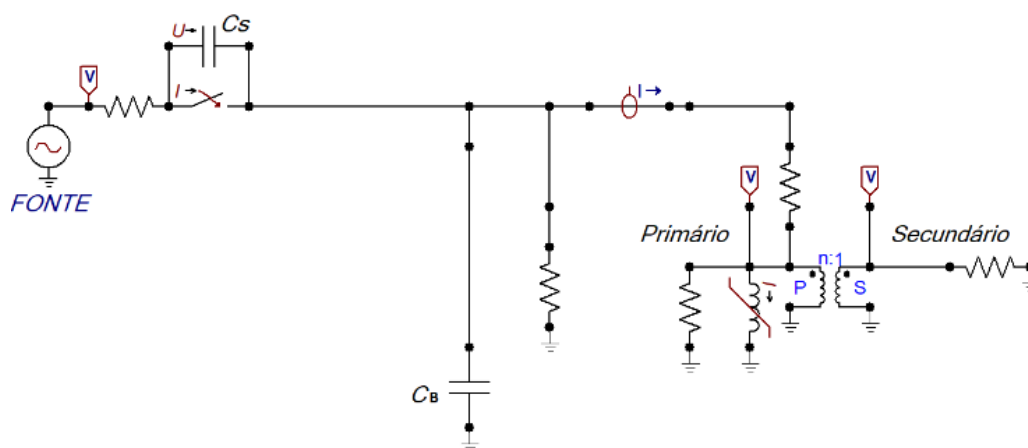 U→ Cs
V
I→
I→
FONTE
V
V
Primário
Secundário
n:1
P
S
I→
CB